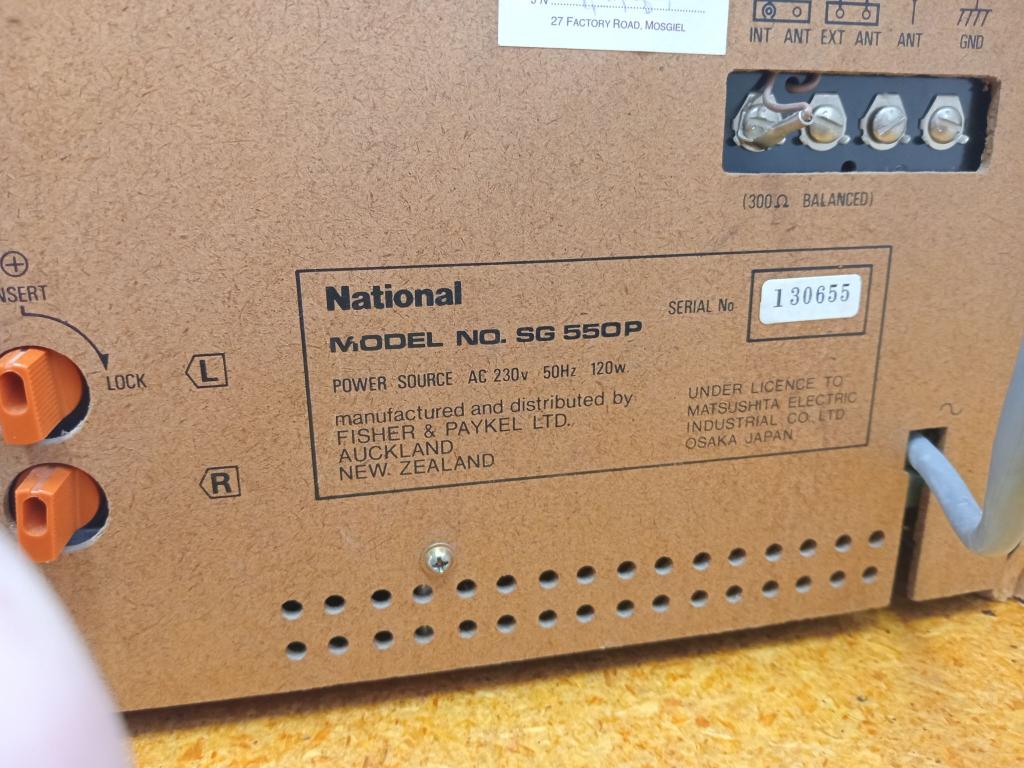 27 FACTORY ROAD, MOSGIEL
INT ANT EXT ANT ANT GND
(300Ω BALANCED)
NSERT
LOCK
L
R
National
MODEL NO. SG 550P
SERIAL No
130655
POWER SOURCE AC 230v 50Hz 120w.
manufactured and distributed by
FISHER & PAYKEL LTD.
AUCKLAND
NEW. ZEALAND
UNDER LICENCE TO
MATSUSHITA ELECTRIC
INDUSTRIAL CO. LTD.
OSAKA JAPAN